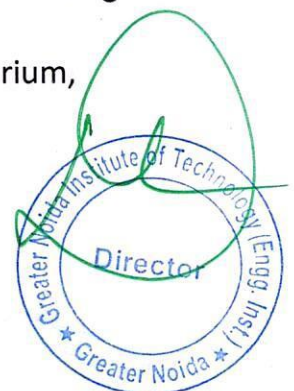 rium,
Greater Noida Institute of Technology (Engg. Inst.)
Director
★ Greater Noida ★